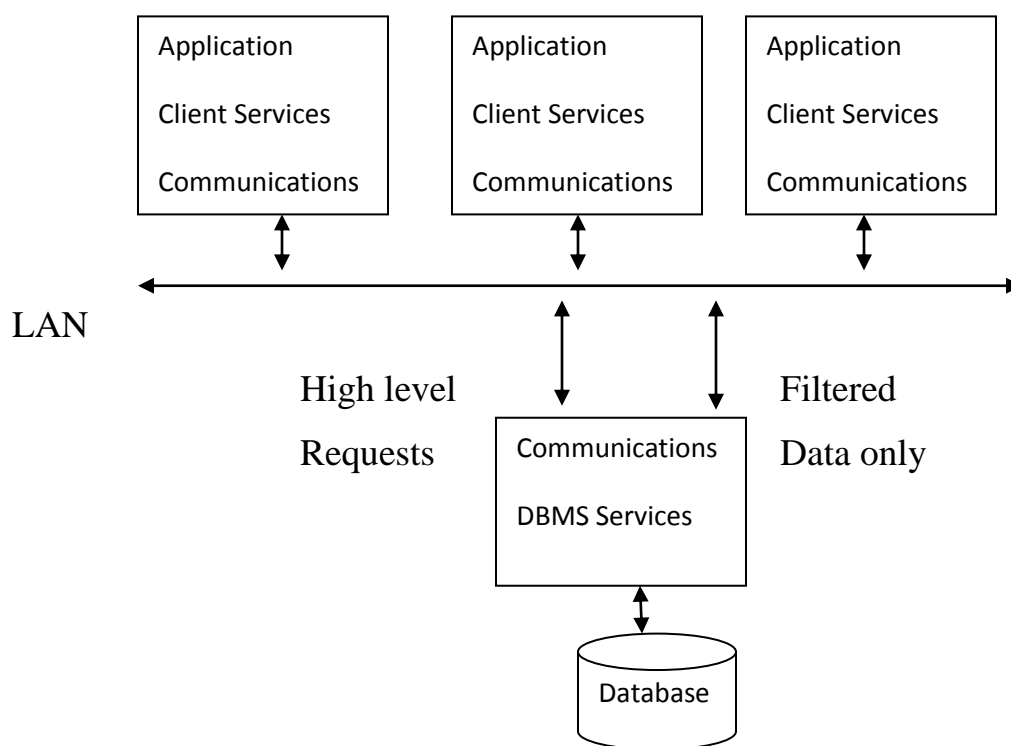 Application
Client Services
Communications
Application
Client Services
Communications
Application
Client Services
Communications
LAN
High level
Requests
Filtered
Data only
Communications
DBMS Services
Database